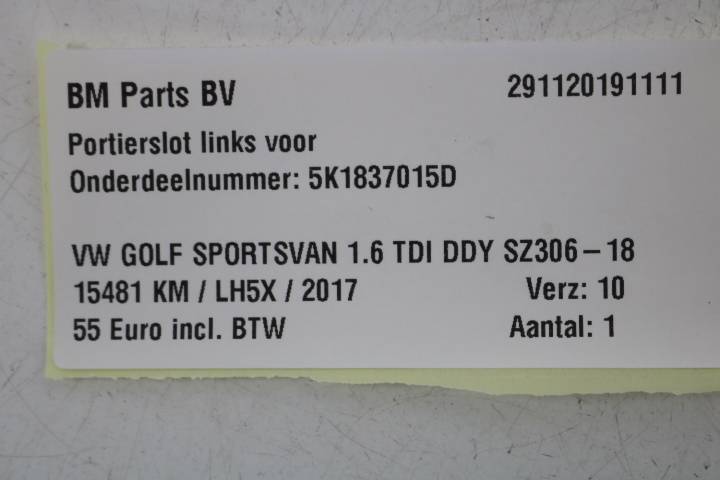 BM Parts BV 291120191111
Portierslot links voor
Onderdeelnummer: 5K1837015D
VW GOLF SPORTSVAN 1.6 TDI DDY SZ306 – 18
15481 KM / LH5X / 2017 Verz: 10
55 Euro incl. BTW Aantal: 1